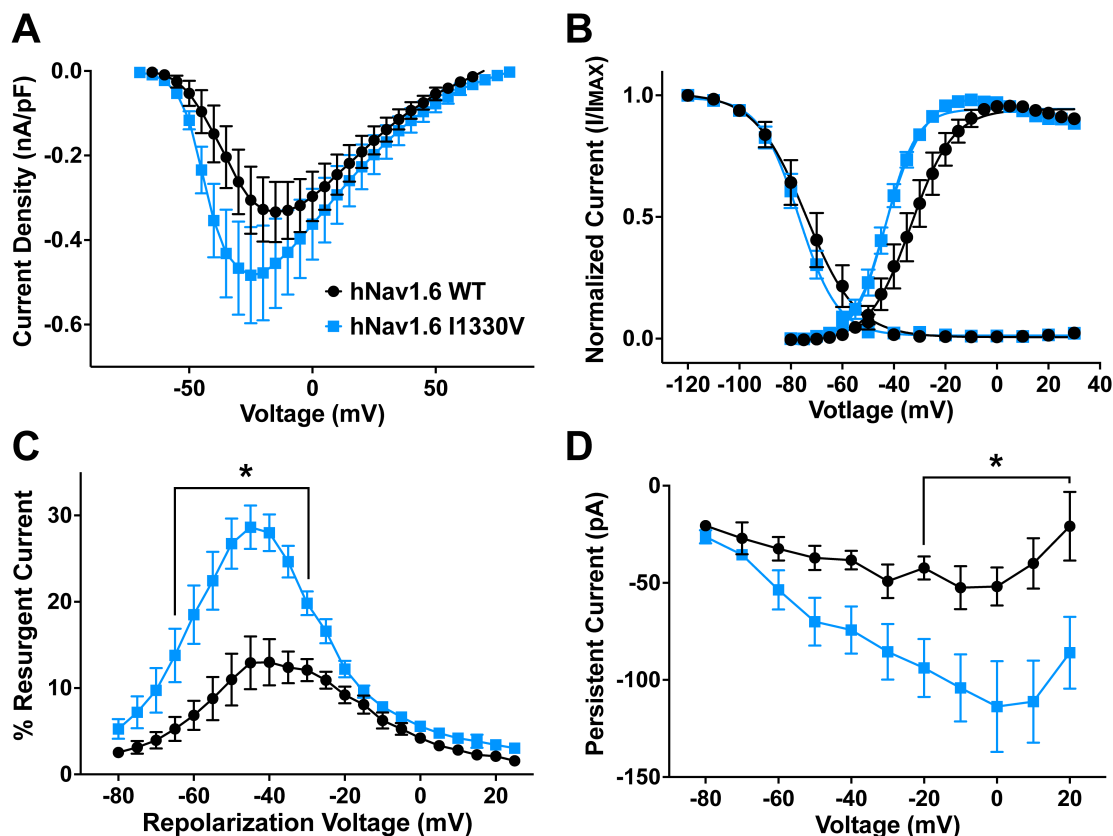 A
Current Density (nA/pF)
0.0
-0.2
-0.4
-0.6
-50
0
50
Voltage (mV)
hNav1.6 WT
hNav1.6 I1330V
B
Normalized Current (I/IMAX)
1.0
0.5
0.0
-120
-100
-80
-60
-40
-20
0
20
40
Votlage (mV)
C
% Resurgent Current
30
20
10
0
*
-80
-60
-40
-20
0
20
Repolarization Voltage (mV)
D
Persistent Current (pA)
0
-50
-100
-150
*
-80
-60
-40
-20
0
20
Voltage (mV)